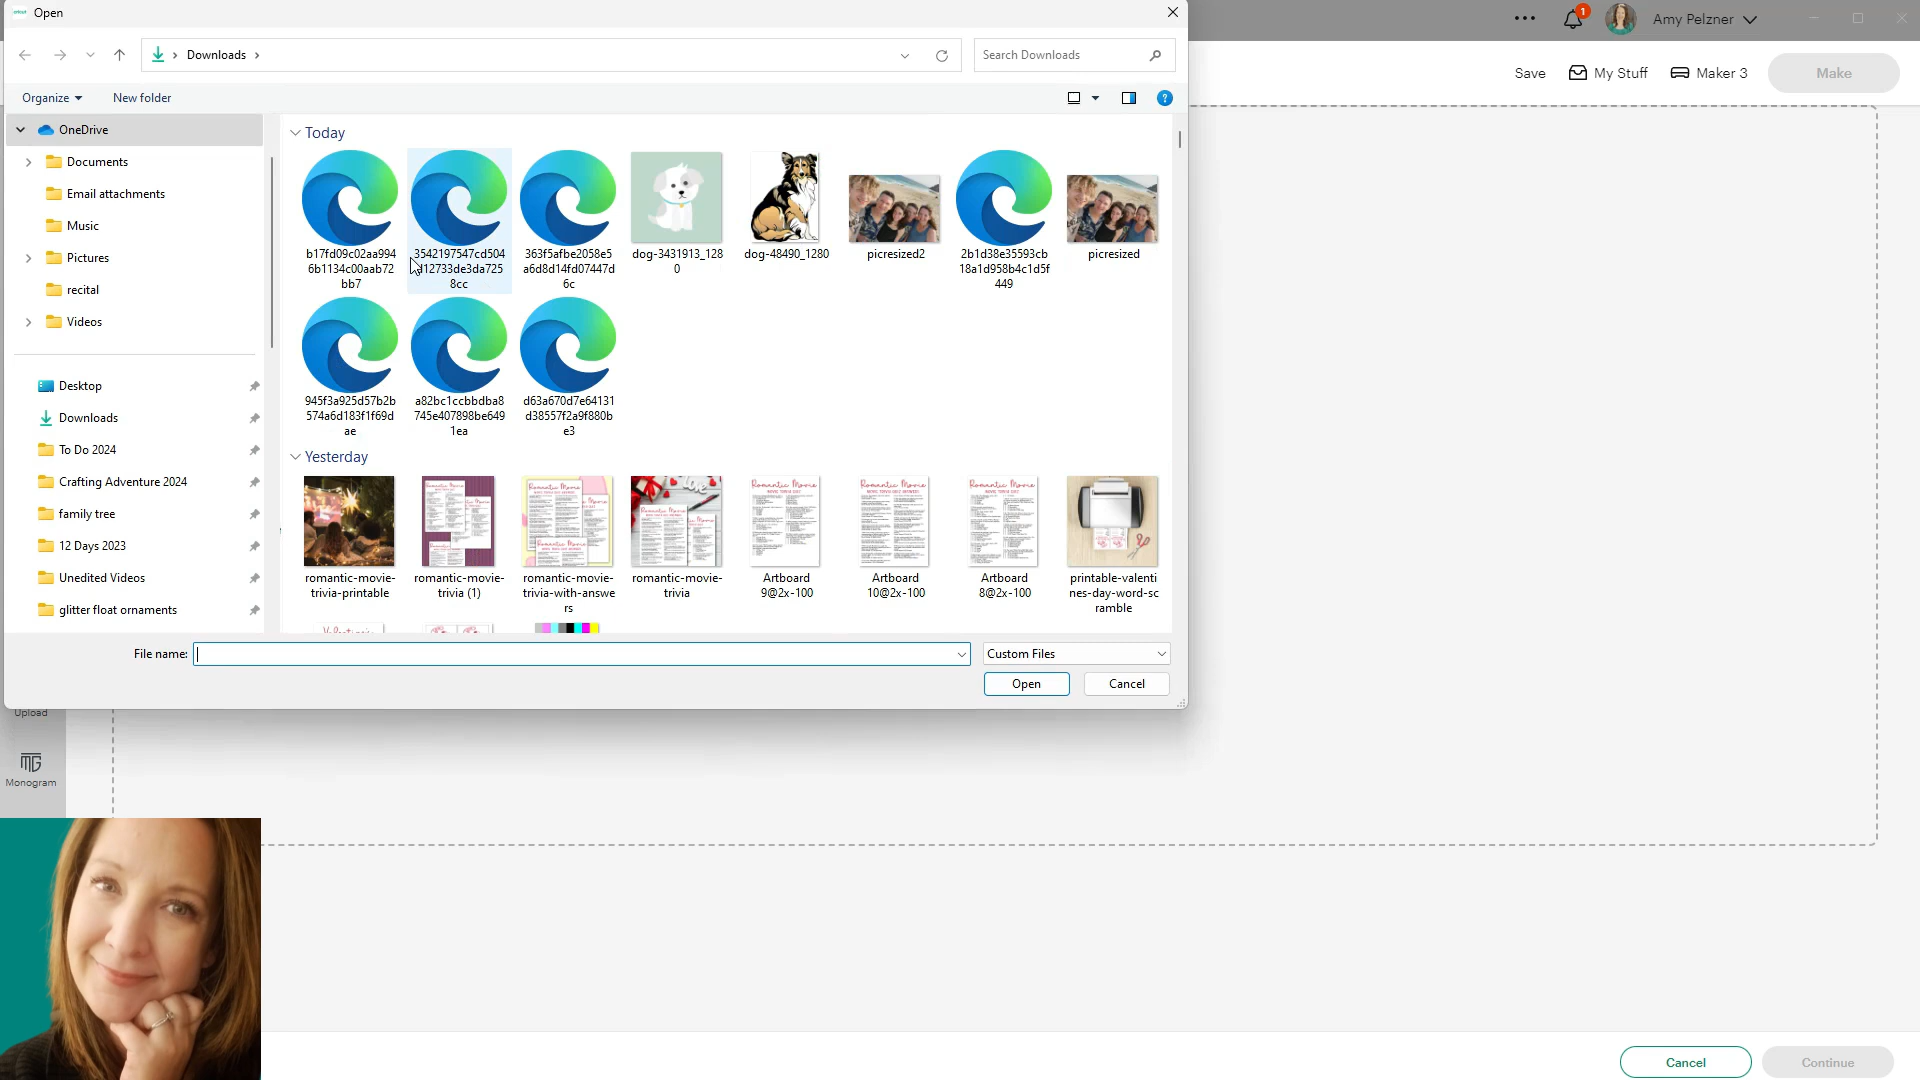 cricut Open
Amy Pelzner
1
Downloads
Search Downloads
Save
My Stuff
Maker 3
Make
Organize
New folder
OneDrive
Documents
Email attachments
Music
Pictures
recital
Videos
Desktop
Downloads
To Do 2024
Crafting Adventure 2024
family tree
12 Days 2023
Unedited Videos
glitter float ornaments
Today
b17fd09c02aa994
6b1134c00aab72
bb7
3542197547cd504
d12733de3da725
8cc
363f5afbe2058e5
a6d8d14fd07447d
6c
dog-3431913_128
0
dog-48490_1280
picresized2
2b1d38e35593cb
18a1d958b4c1d5f
449
picresized
945f3a925d57b2b
574a6d183f1f69d
ae
a82bc1ccbbdba8
745e407898be649
1ea
d63a670d7e64131
d38557f2a9f880b
e3
Yesterday
romantic-movie-
trivia-printable
romantic-movie-
trivia (1)
romantic-movie-
trivia-with-answe
rs
romantic-movie-
trivia
Artboard
9@2x-100
Artboard
10@2x-100
Artboard
8@2x-100
printable-valenti
nes-day-word-sc
ramble
File name:
Custom Files
Open
Cancel
Upload
MG
Monogram
Cancel
Continue